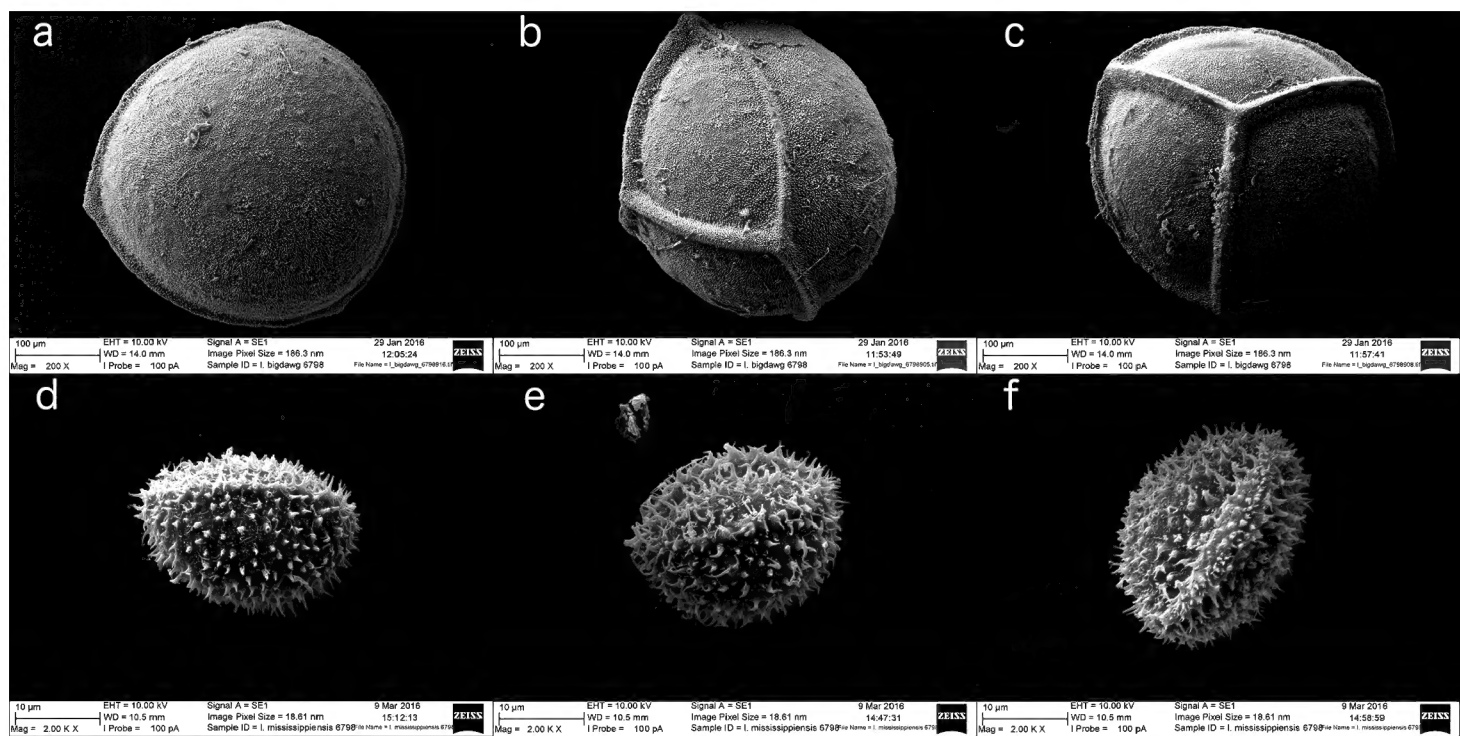 a
b
c
100 µm
EHT = 10.00 kV
Signal A = SE1
29 Jan 2016
WD = 14.0 mm
Image Pixel Size = 186.3 nm
12:05:24
ZEISS
Mag = 200 X
I Probe = 100 pA
Sample ID = I. bigdawg 6798
100 µm
EHT = 10.00 kV
Signal A = SE1
29 Jan 2016
WD = 14.0 mm
Image Pixel Size = 186.3 nm
11:53:49
ZEISS
Mag = 200 X
I Probe = 100 pA
Sample ID = I. bigdawg 6798
100 µm
EHT = 10.00 kV
Signal A = SE1
29 Jan 2016
WD = 14.0 mm
Image Pixel Size = 186.3 nm
11:57:41
ZEISS
Mag = 200 X
I Probe = 100 pA
Sample ID = I. bigdawg 6798
d
e
f
10 µm
EHT = 10.00 kV
Signal A = SE1
9 Mar 2016
WD = 10.5 mm
Image Pixel Size = 18.61 nm
15:12:13
ZEISS
Mag = 2.00 K X
I Probe = 100 pA
Sample ID = I. mississippiensis 6798
10 µm
EHT = 10.00 kV
Signal A = SE1
9 Mar 2016
WD = 10.5 mm
Image Pixel Size = 18.61 nm
14:47:31
ZEISS
Mag = 2.00 K X
I Probe = 100 pA
Sample ID = I. mississippiensis 6798
10 µm
EHT = 10.00 kV
Signal A = SE1
9 Mar 2016
WD = 10.5 mm
Image Pixel Size = 18.61 nm
14:58:59
ZEISS
Mag = 2.00 K X
I Probe = 100 pA
Sample ID = I. mississippiensis 6798